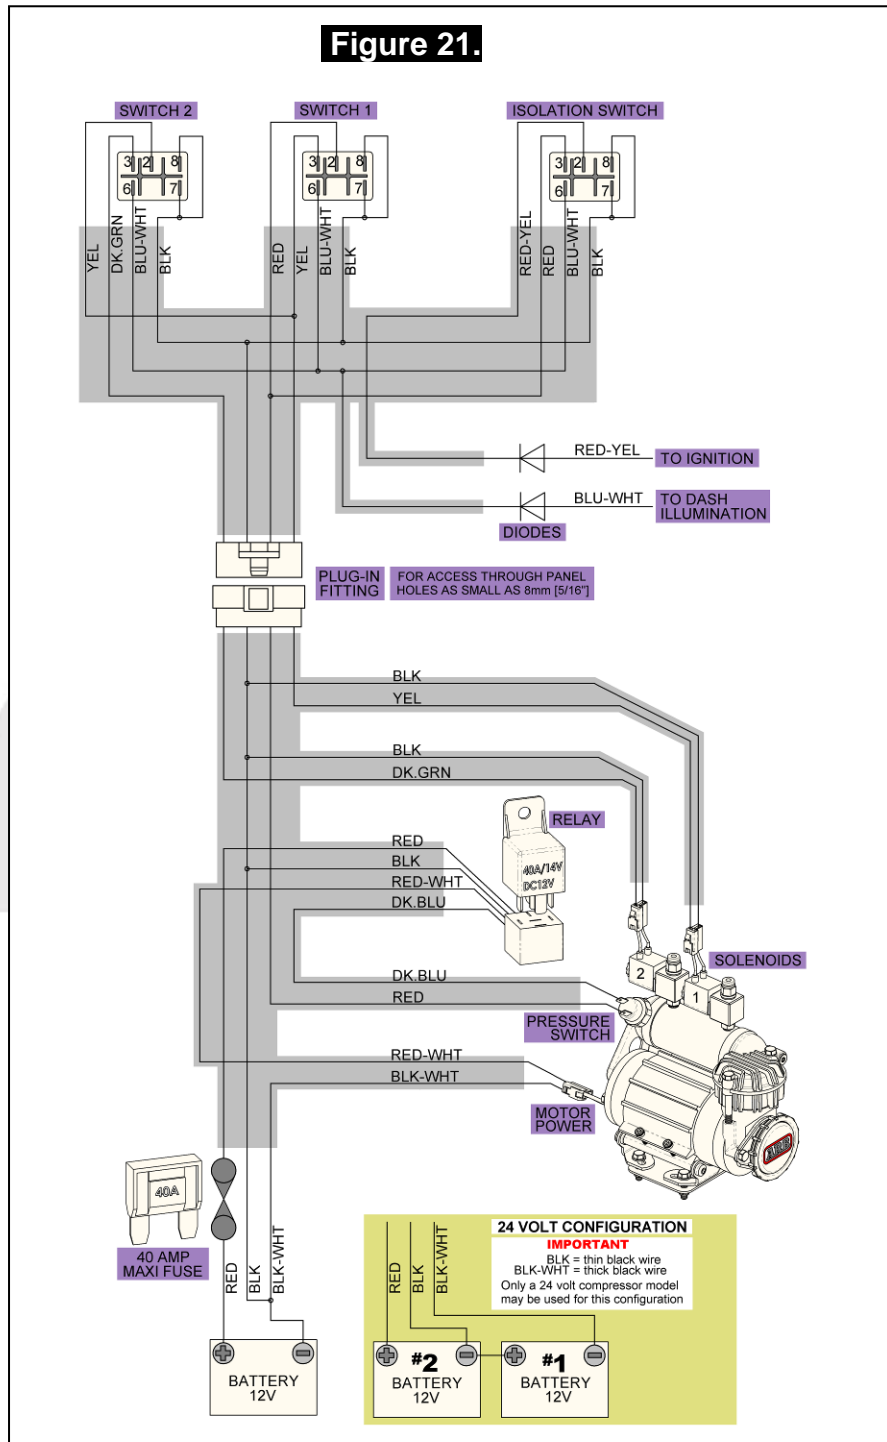 Figure 21.
SWITCH 2
SWITCH 1
ISOLATION SWITCH
3 2 8
6 7
3 2 8
6 7
3 2 8
6 7
YEL
DK.GRN
BLU-WHT
BLK
RED
YEL
BLU-WHT
BLK
RED-YEL
RED
BLU-WHT
BLK
RED-YEL
TO IGNITION
BLU-WHT
TO DASH
ILLUMINATION
DIODES
PLUG-IN
FITTING
FOR ACCESS THROUGH PANEL
HOLES AS SMALL AS 8mm [5/16"]
BLK
YEL
BLK
DK.GRN
RELAY
40A/14V
DC12V
RED
BLK
RED-WHT
DK.BLU
SOLENOIDS
2
1
DK.BLU
RED
PRESSURE
SWITCH
RED-WHT
BLK-WHT
MOTOR
POWER
ARB
40A
40 AMP
MAXI FUSE
RED
BLK
BLK-WHT
BATTERY
12V
RED
BLK
BLK-WHT
24 VOLT CONFIGURATION
IMPORTANT
BLK = thin black wire
BLK-WHT = thick black wire
Only a 24 volt compressor model
may be used for this configuration
#2
BATTERY
12V
#1
BATTERY
12V